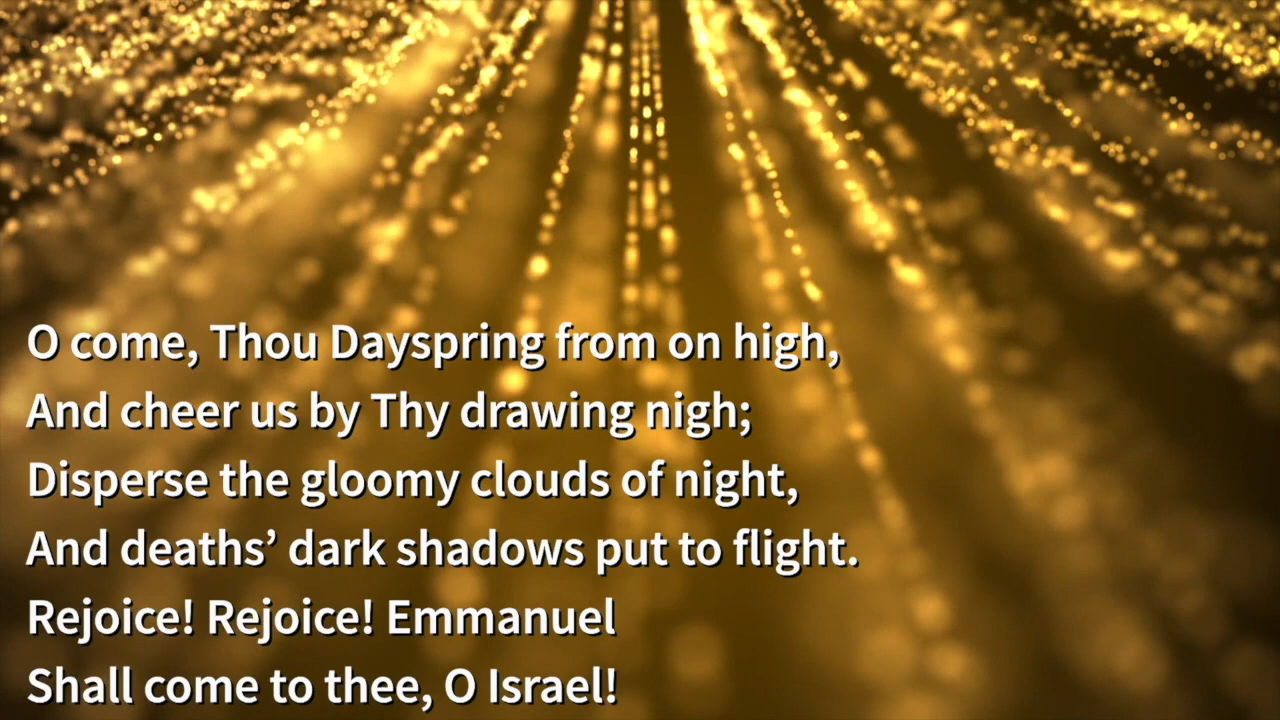 O come, Thou Dayspring from on high,
And cheer us by Thy drawing nigh;
Disperse the gloomy clouds of night,
And deaths’ dark shadows put to flight.
Rejoice! Rejoice! Emmanuel
Shall come to thee, O Israel!